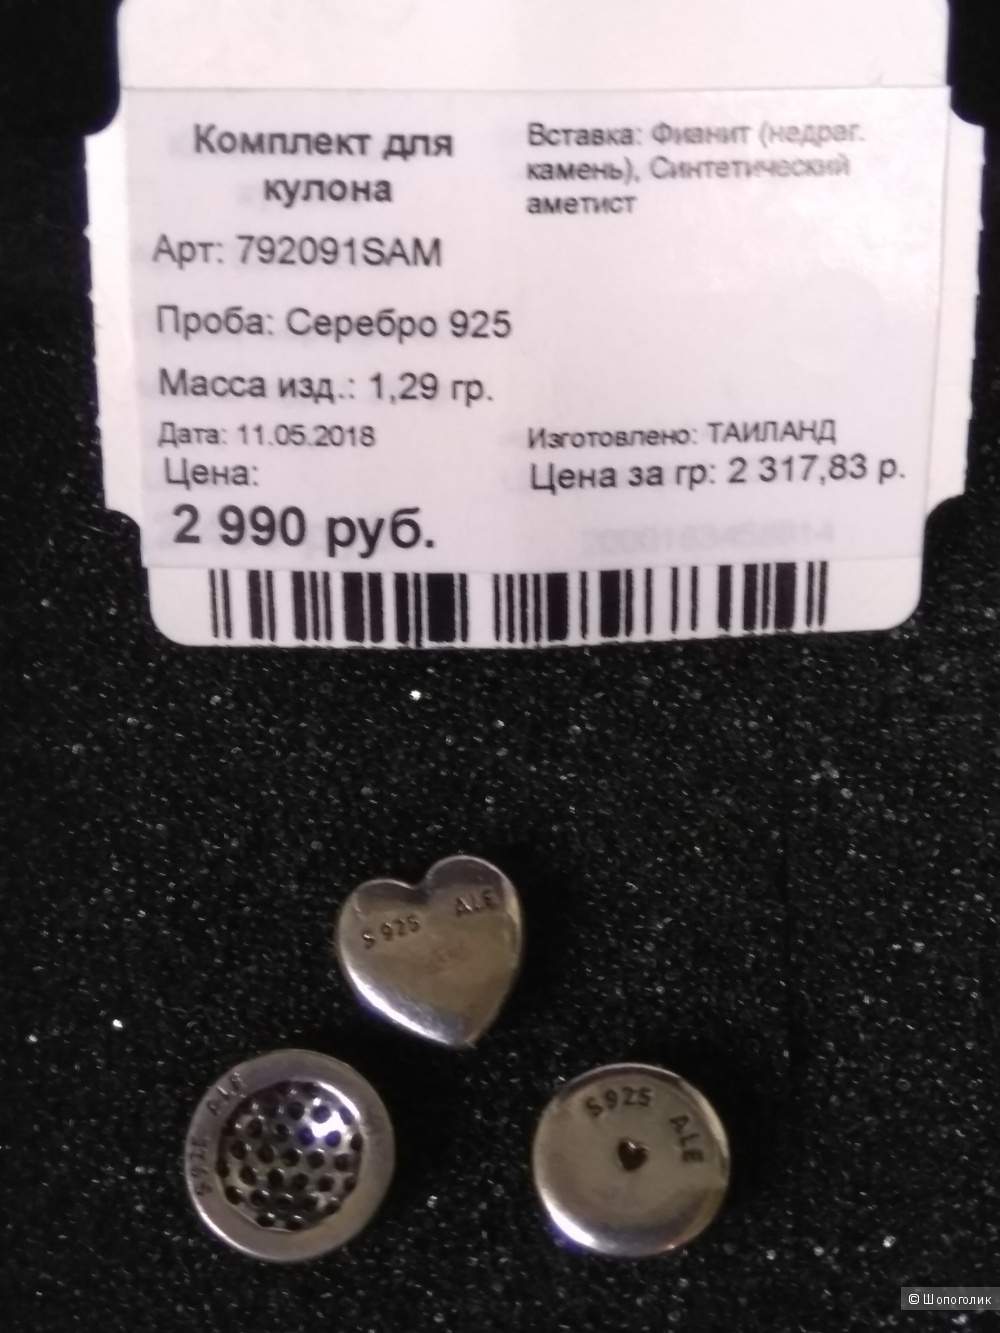 Комплект для
кулона
Вставка: Фианит (недраг.
камень), Синтетический
аметист
Арт: 792091SAM
Проба: Серебро 925
Масса изд.: 1,29 гр.
Дата: 11.05.2018
Изготовлено: ТАИЛАНД
Цена:
Цена за гр: 2 317,83 р.
2 990 руб.
S 925 ALE
S925 ALE
S925 ALE
© Шопоголик